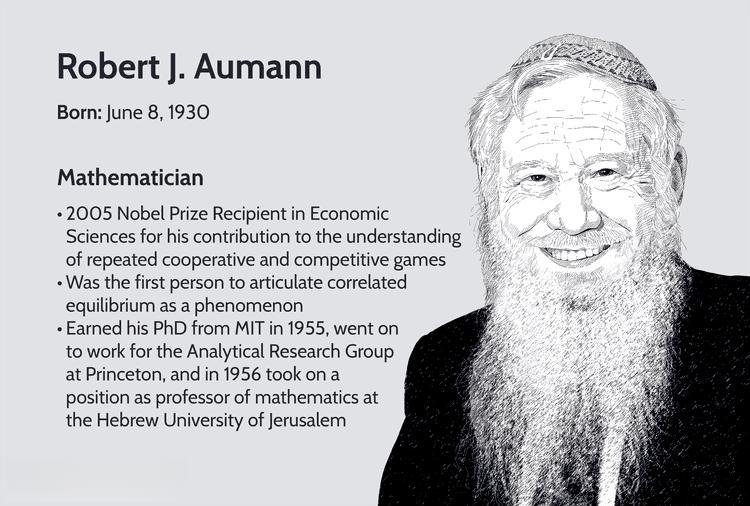 Robert J. Aumann
Born: June 8, 1930
Mathematician
• 2005 Nobel Prize Recipient in Economic
Sciences for his contribution to the understanding
of repeated cooperative and competitive games
• Was the first person to articulate correlated
equilibrium as a phenomenon
• Earned his PhD from MIT in 1955, went on
to work for the Analytical Research Group
at Princeton, and in 1956 took on a
position as professor of mathematics at
the Hebrew University of Jerusalem